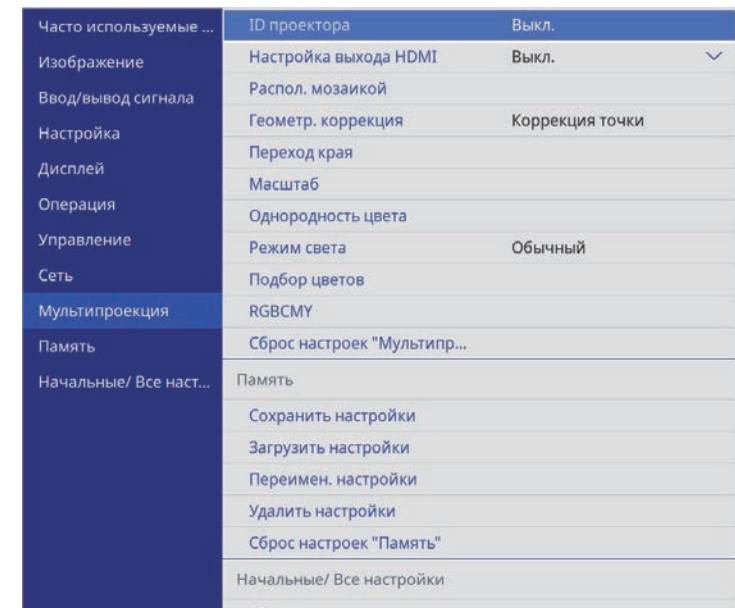 Часто используемые ...
Изображение
Ввод/вывод сигнала
Настройка
Дисплей
Операция
Управление
Сеть
Мультипроекция
Память
Начальные/ Все наст...
ID проектора Выкл.
Настройка выхода HDMI Выкл.
Распол. мозаикой
Геометр. коррекция Коррекция точки
Переход края
Масштаб
Однородность цвета
Режим света Обычный
Подбор цветов
RGBCMY
Сброс настроек "Мультипр...
Память
Сохранить настройки
Загрузить настройки
Переимен. настройки
Удалить настройки
Сброс настроек "Память"
Начальные/ Все настройки